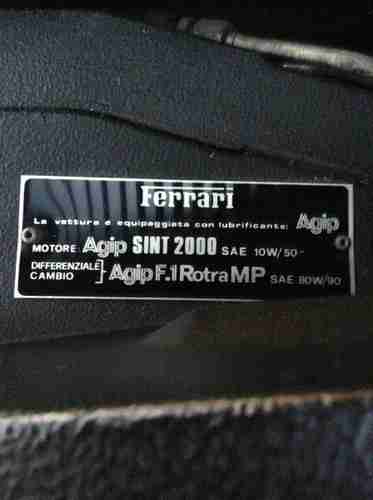 Ferrari
La vettura è equipaggiata con lubrificante: Agip
MOTORE Agip SINT 2000 SAE 10W/50
DIFFERENZIALE
CAMBIO } Agip F.1 Rotra MP SAE 80W/90